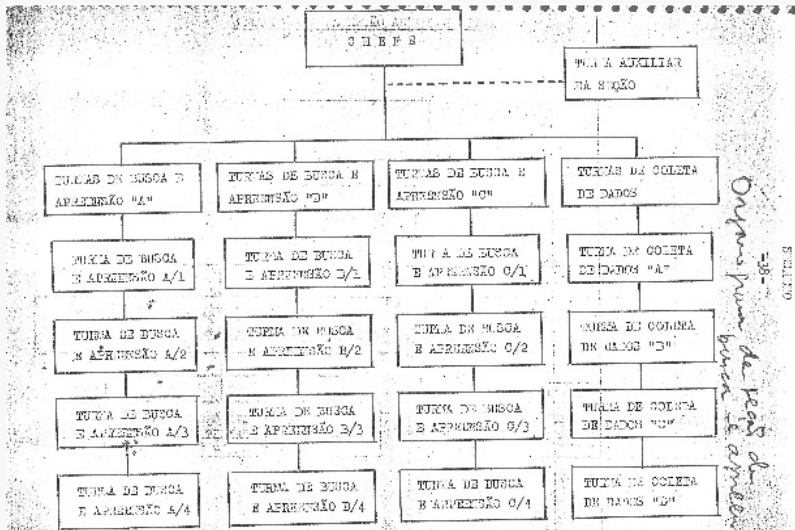 CHEFE
TURMA AUXILIAR
DA SEÇÃO
TURMAS DE BUSCA E
APREENSÃO "A"
TURMA DE BUSCA
E APREENSÃO A/1
TURMA DE BUSCA
E APREENSÃO A/2
TURMA DE BUSCA
E APREENSÃO A/3
TURMA DE BUSCA
E APREENSÃO A/4
TURMAS DE BUSCA E
APREENSÃO "B"
TURMA DE BUSCA
E APREENSÃO B/1
TURMA DE BUSCA
E APREENSÃO B/2
TURMA DE BUSCA
E APREENSÃO B/3
TURMA DE BUSCA
E APREENSÃO B/4
TURMAS DE BUSCA E
APREENSÃO "C"
TURMA DE BUSCA
E APREENSÃO C/1
TURMA DE BUSCA
E APREENSÃO C/2
TURMA DE BUSCA
E APREENSÃO C/3
TURMA DE BUSCA
E APREENSÃO C/4
TURMAS DE COLETA
DE DADOS
TURMA DE COLETA
DE DADOS "A"
TURMA DE COLETA
DE DADOS "B"
TURMA DE COLETA
DE DADOS "C"
TURMA DE COLETA
DE DADOS "D"
-38-
de
busca e